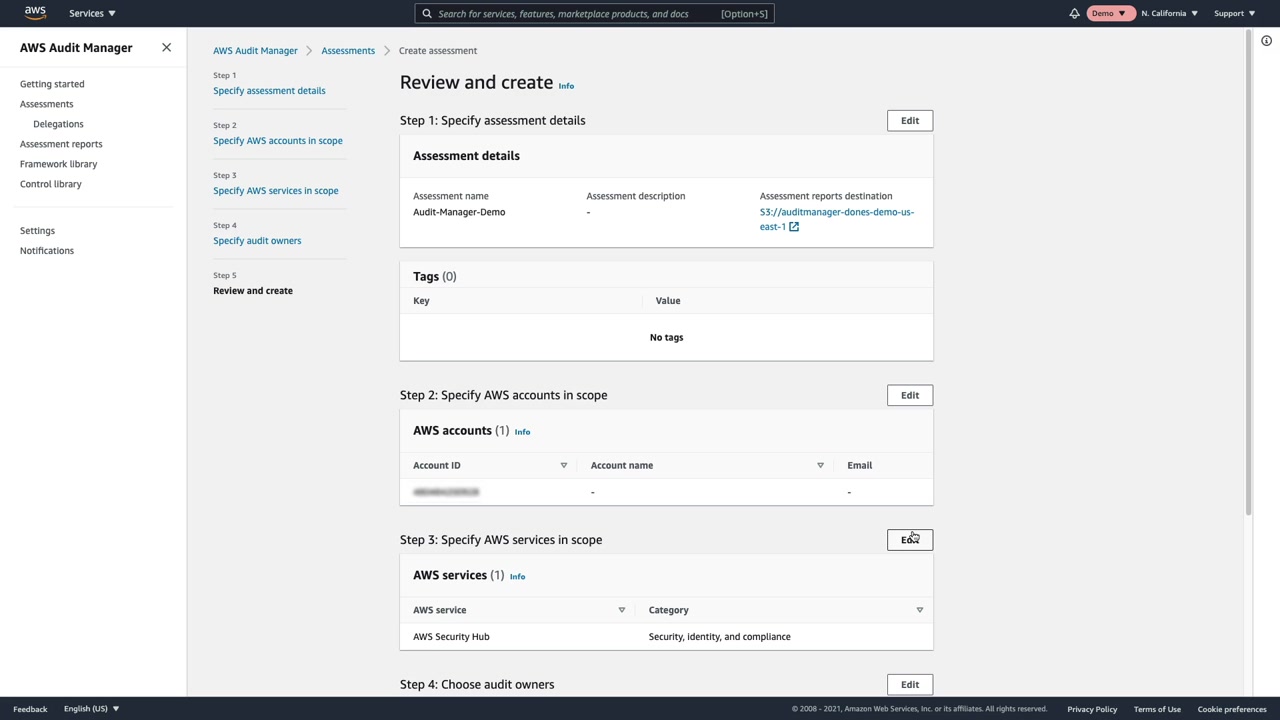 aws
Services
Search for services, features, marketplace products, and docs [Option+S]
Demo
N. California
Support
AWS Audit Manager
Getting started
Assessments
Delegations
Assessment reports
Framework library
Control library
Settings
Notifications
AWS Audit Manager
Assessments
Create assessment
Step 1
Specify assessment details
Step 2
Specify AWS accounts in scope
Step 3
Specify AWS services in scope
Step 4
Specify audit owners
Step 5
Review and create
Review and create Info
Step 1: Specify assessment details
Edit
Assessment details
Assessment name
Assessment description
Assessment reports destination
Audit-Manager-Demo
-
S3://auditmanager-dones-demo-us-
east-1
Tags (0)
Key
Value
No tags
Step 2: Specify AWS accounts in scope
Edit
AWS accounts (1) Info
Account ID
Account name
Email
-
-
Step 3: Specify AWS services in scope
Edit
AWS services (1) Info
AWS service
Category
AWS Security Hub
Security, identity, and compliance
Step 4: Choose audit owners
Edit
Feedback
English (US)
© 2008 - 2021, Amazon Web Services, Inc. or its affiliates. All rights reserved.
Privacy Policy
Terms of Use
Cookie preferences